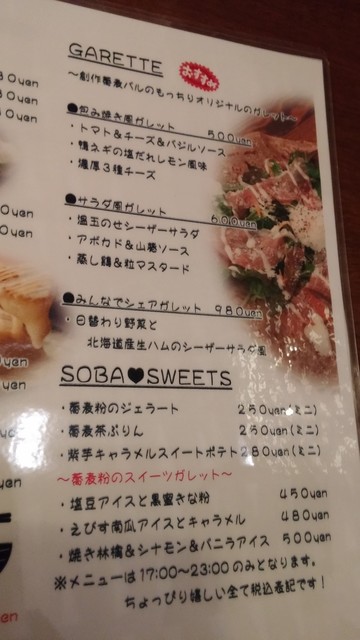 GARETTE
おすすめ
～創作蕎麦バルのもっちりオリジナルのガレット～
●包み焼き風ガレット 500yen
・トマト&チーズ&バジルソース
・鴨ネギの塩だれレモン風味
・濃厚3種チーズ
●サラダ風ガレット 600yen
・温玉のせシーザーサラダ
・アボカド&山葵ソース
・蒸し鶏&粒マスタード
●みんなでシェアガレット 980yen
・日替わり野菜と
北海道産生ハムのシーザーサラダ風
SOBA♥SWEETS
・蕎麦粉のジェラート 250yen(ミニ)
・蕎麦茶ぷりん 250yen(ミニ)
・紫芋キャラメルスイートポテト 280yen(ミニ)
～蕎麦粉のスイーツガレット～
・塩豆アイスと黒蜜きな粉 450yen
・えびす南瓜アイスとキャラメル 480yen
・焼き林檎&シナモン&バニラアイス 500yen
※メニューは17:00～23:00のみとなります。
ちょっぴり嬉しい全て税込表記です!